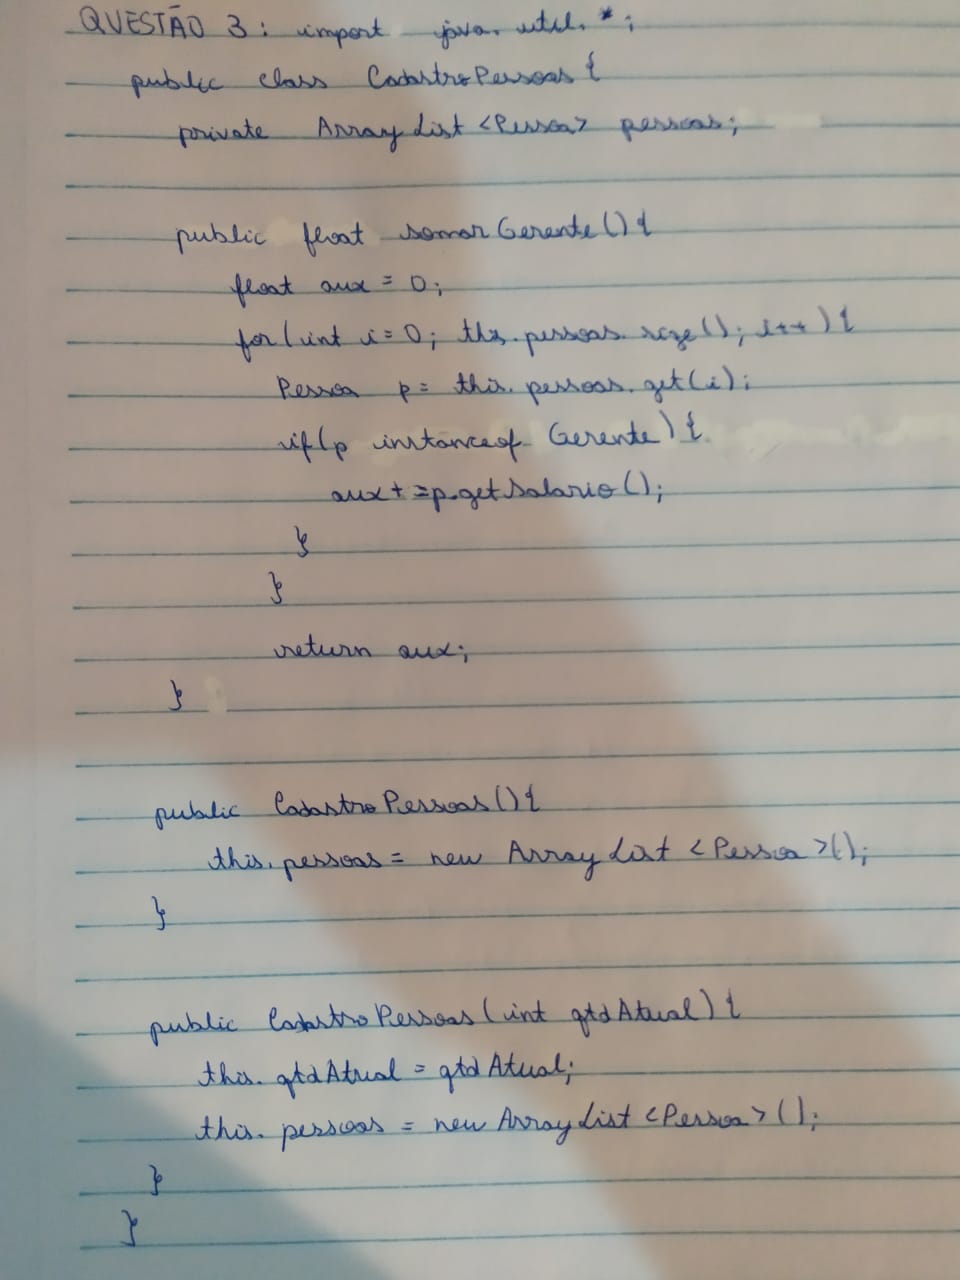 QUESTÃO 3: import java.util.*;
public class CadastroPessoas {
private ArrayList <Pessoa> pessoas;
public float somarGerente() {
float aux = 0;
for (int i = 0; this.pessoas.size(); i++) {
Pessoa p = this.pessoas.get(i);
if (p instanceof Gerente) {
aux += p.getSalario();
}
}
return aux;
}
public CadastroPessoas() {
this.pessoas = new ArrayList <Pessoa>();
}
public CadastroPessoas (int qtdAtual) {
this.qtdAtual = qtdAtual;
this.pessoas = new ArrayList <Pessoa>();
}
}